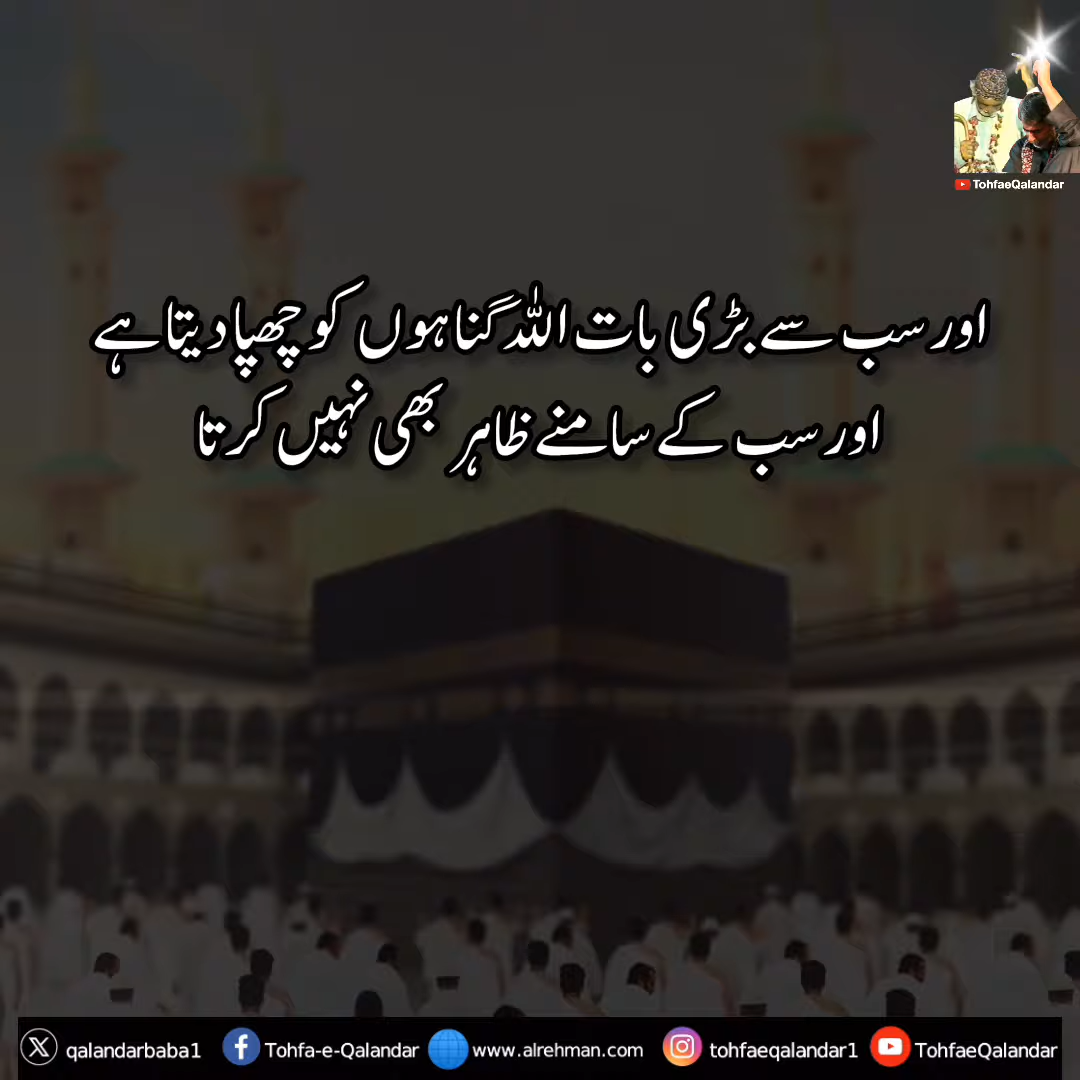 TohfaeQalandar
اور سب سے بڑی بات اللہ گناہوں کو چھپا دیتا ہے
اور سب کے سامنے ظاہر بھی نہیں کرتا
qalandarbaba1 Tohfa-e-Qalandar www.alrehman.com tohfaeqalandar1 TohfaeQalandar